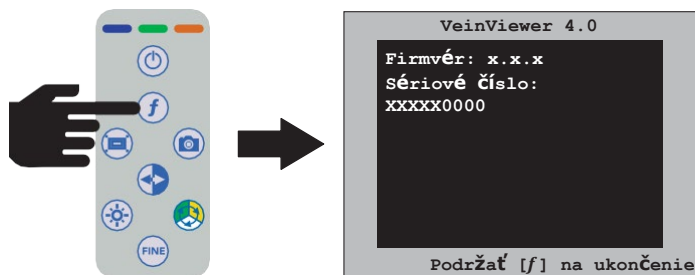 VeinViewer 4.0
Firmvér: x.x.x
Sériové číslo:
XXXXX0000
f
FINE
Podržať [f] na ukončenie